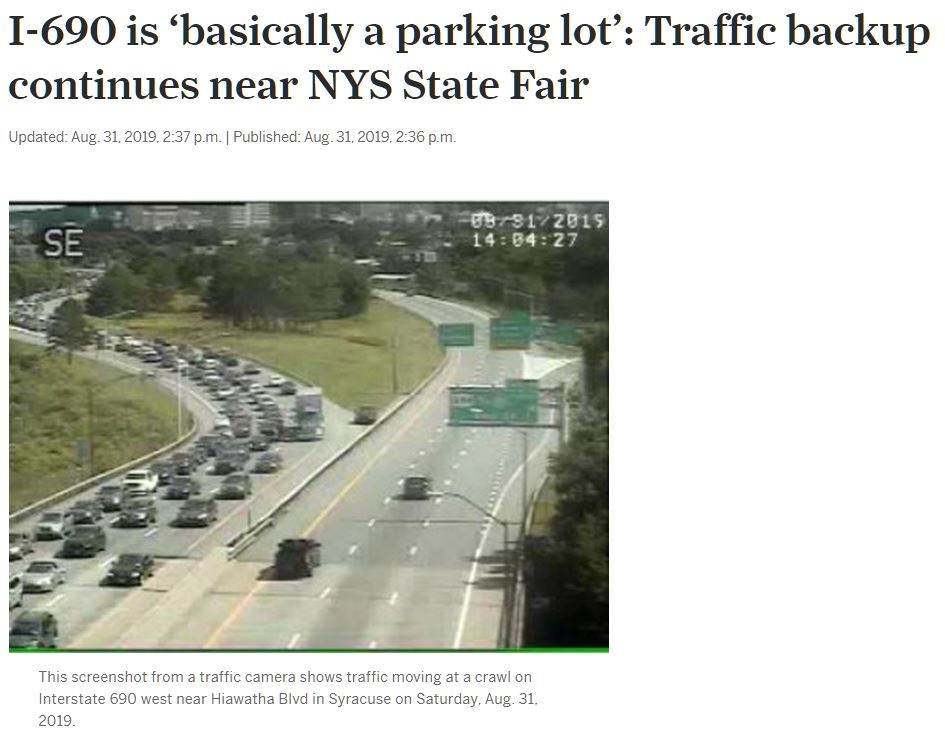 I-690 is ‘basically a parking lot’: Traffic backup
continues near NYS State Fair
Updated: Aug. 31, 2019, 2:37 p.m. | Published: Aug. 31, 2019, 2:36 p.m.
SE
08/31/2019
14:04:27
This screenshot from a traffic camera shows traffic moving at a crawl on
Interstate 690 west near Hiawatha Blvd in Syracuse on Saturday, Aug. 31,
2019.